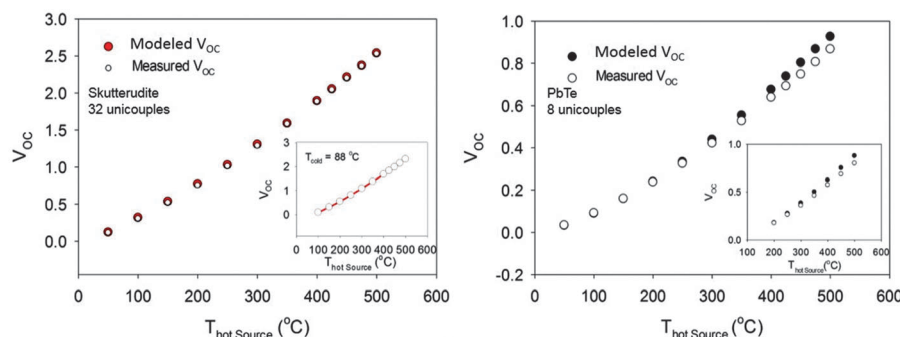 3.0
2.5
2.0
1.5
1.0
0.5
0.0
V_OC
Modeled V_OC
Measured V_OC
Skutterudite
32 unicouples
3
2
1
0
V_OC
T_cold = 88 °C
100 200 300 400 500 600
T_hot Source (°C)
0 100 200 300 400 500 600
T_hot Source (°C)
1.0
0.8
0.6
0.4
0.2
0.0
-0.2
V_OC
Modeled V_OC
Measured V_OC
PbTe
8 unicouples
1.0
0.5
0.0
V_OC
100 200 300 400 500 600
T_hot Source (°C)
0 100 200 300 400 500 600
T_hot Source (°C)